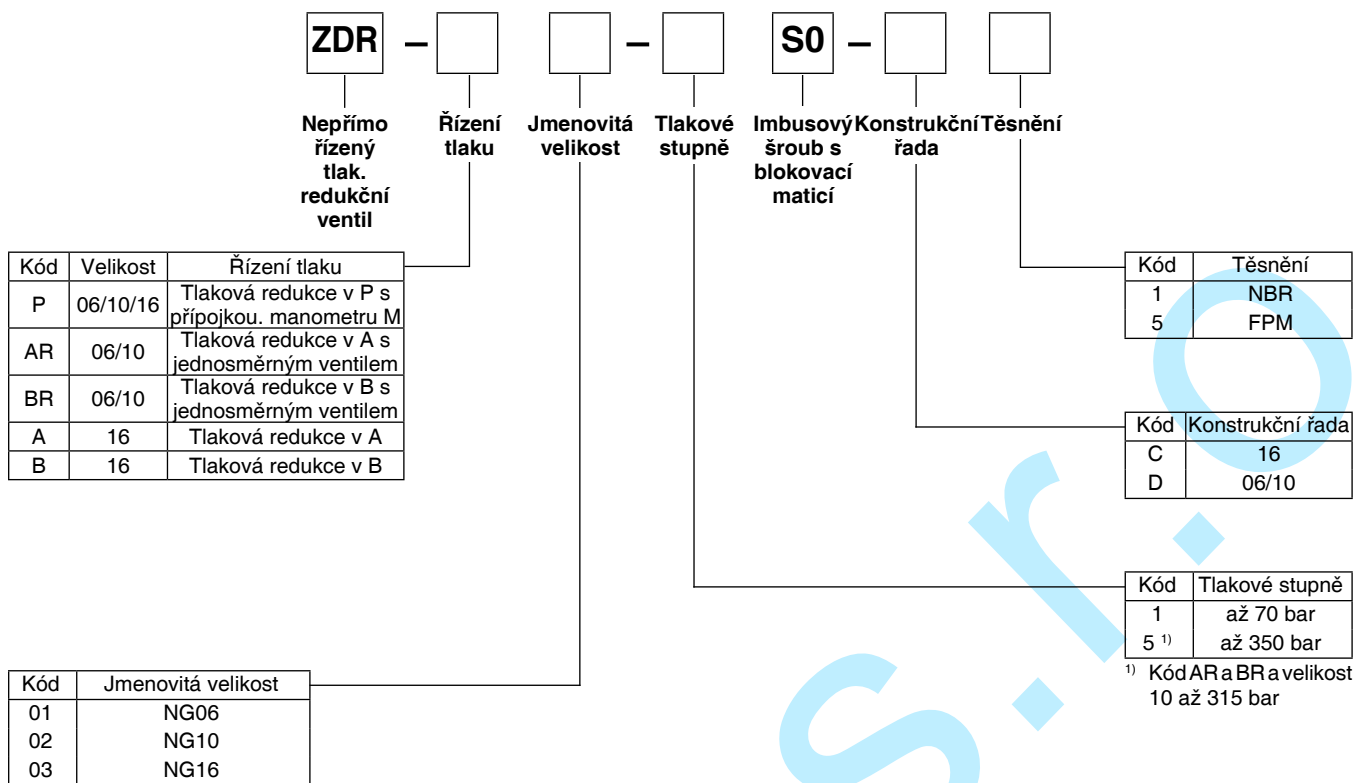 ZDR – – S0 –
Nepřímo
řízený
tlak.
redukční
ventil
Řízení
tlaku
Jmenovitá
velikost
Tlakové
stupně
Imbusový
šroub s
blokovací
maticí
Konstrukční
řada
Těsnění
Kód Velikost Řízení tlaku
P 06/10/16 Tlaková redukce v P s
přípojkou. manometru M
AR 06/10 Tlaková redukce v A s
jednosměrným ventilem
BR 06/10 Tlaková redukce v B s
jednosměrným ventilem
A 16 Tlaková redukce v A
B 16 Tlaková redukce v B
Kód Těsnění
1 NBR
5 FPM
Kód Konstrukční řada
C 16
D 06/10
Kód Tlakové stupně
1 až 70 bar
5 ¹⁾ až 350 bar
¹⁾ Kód AR a BR a velikost
10 až 315 bar
Kód Jmenovitá velikost
01 NG06
02 NG10
03 NG16
s.r.o